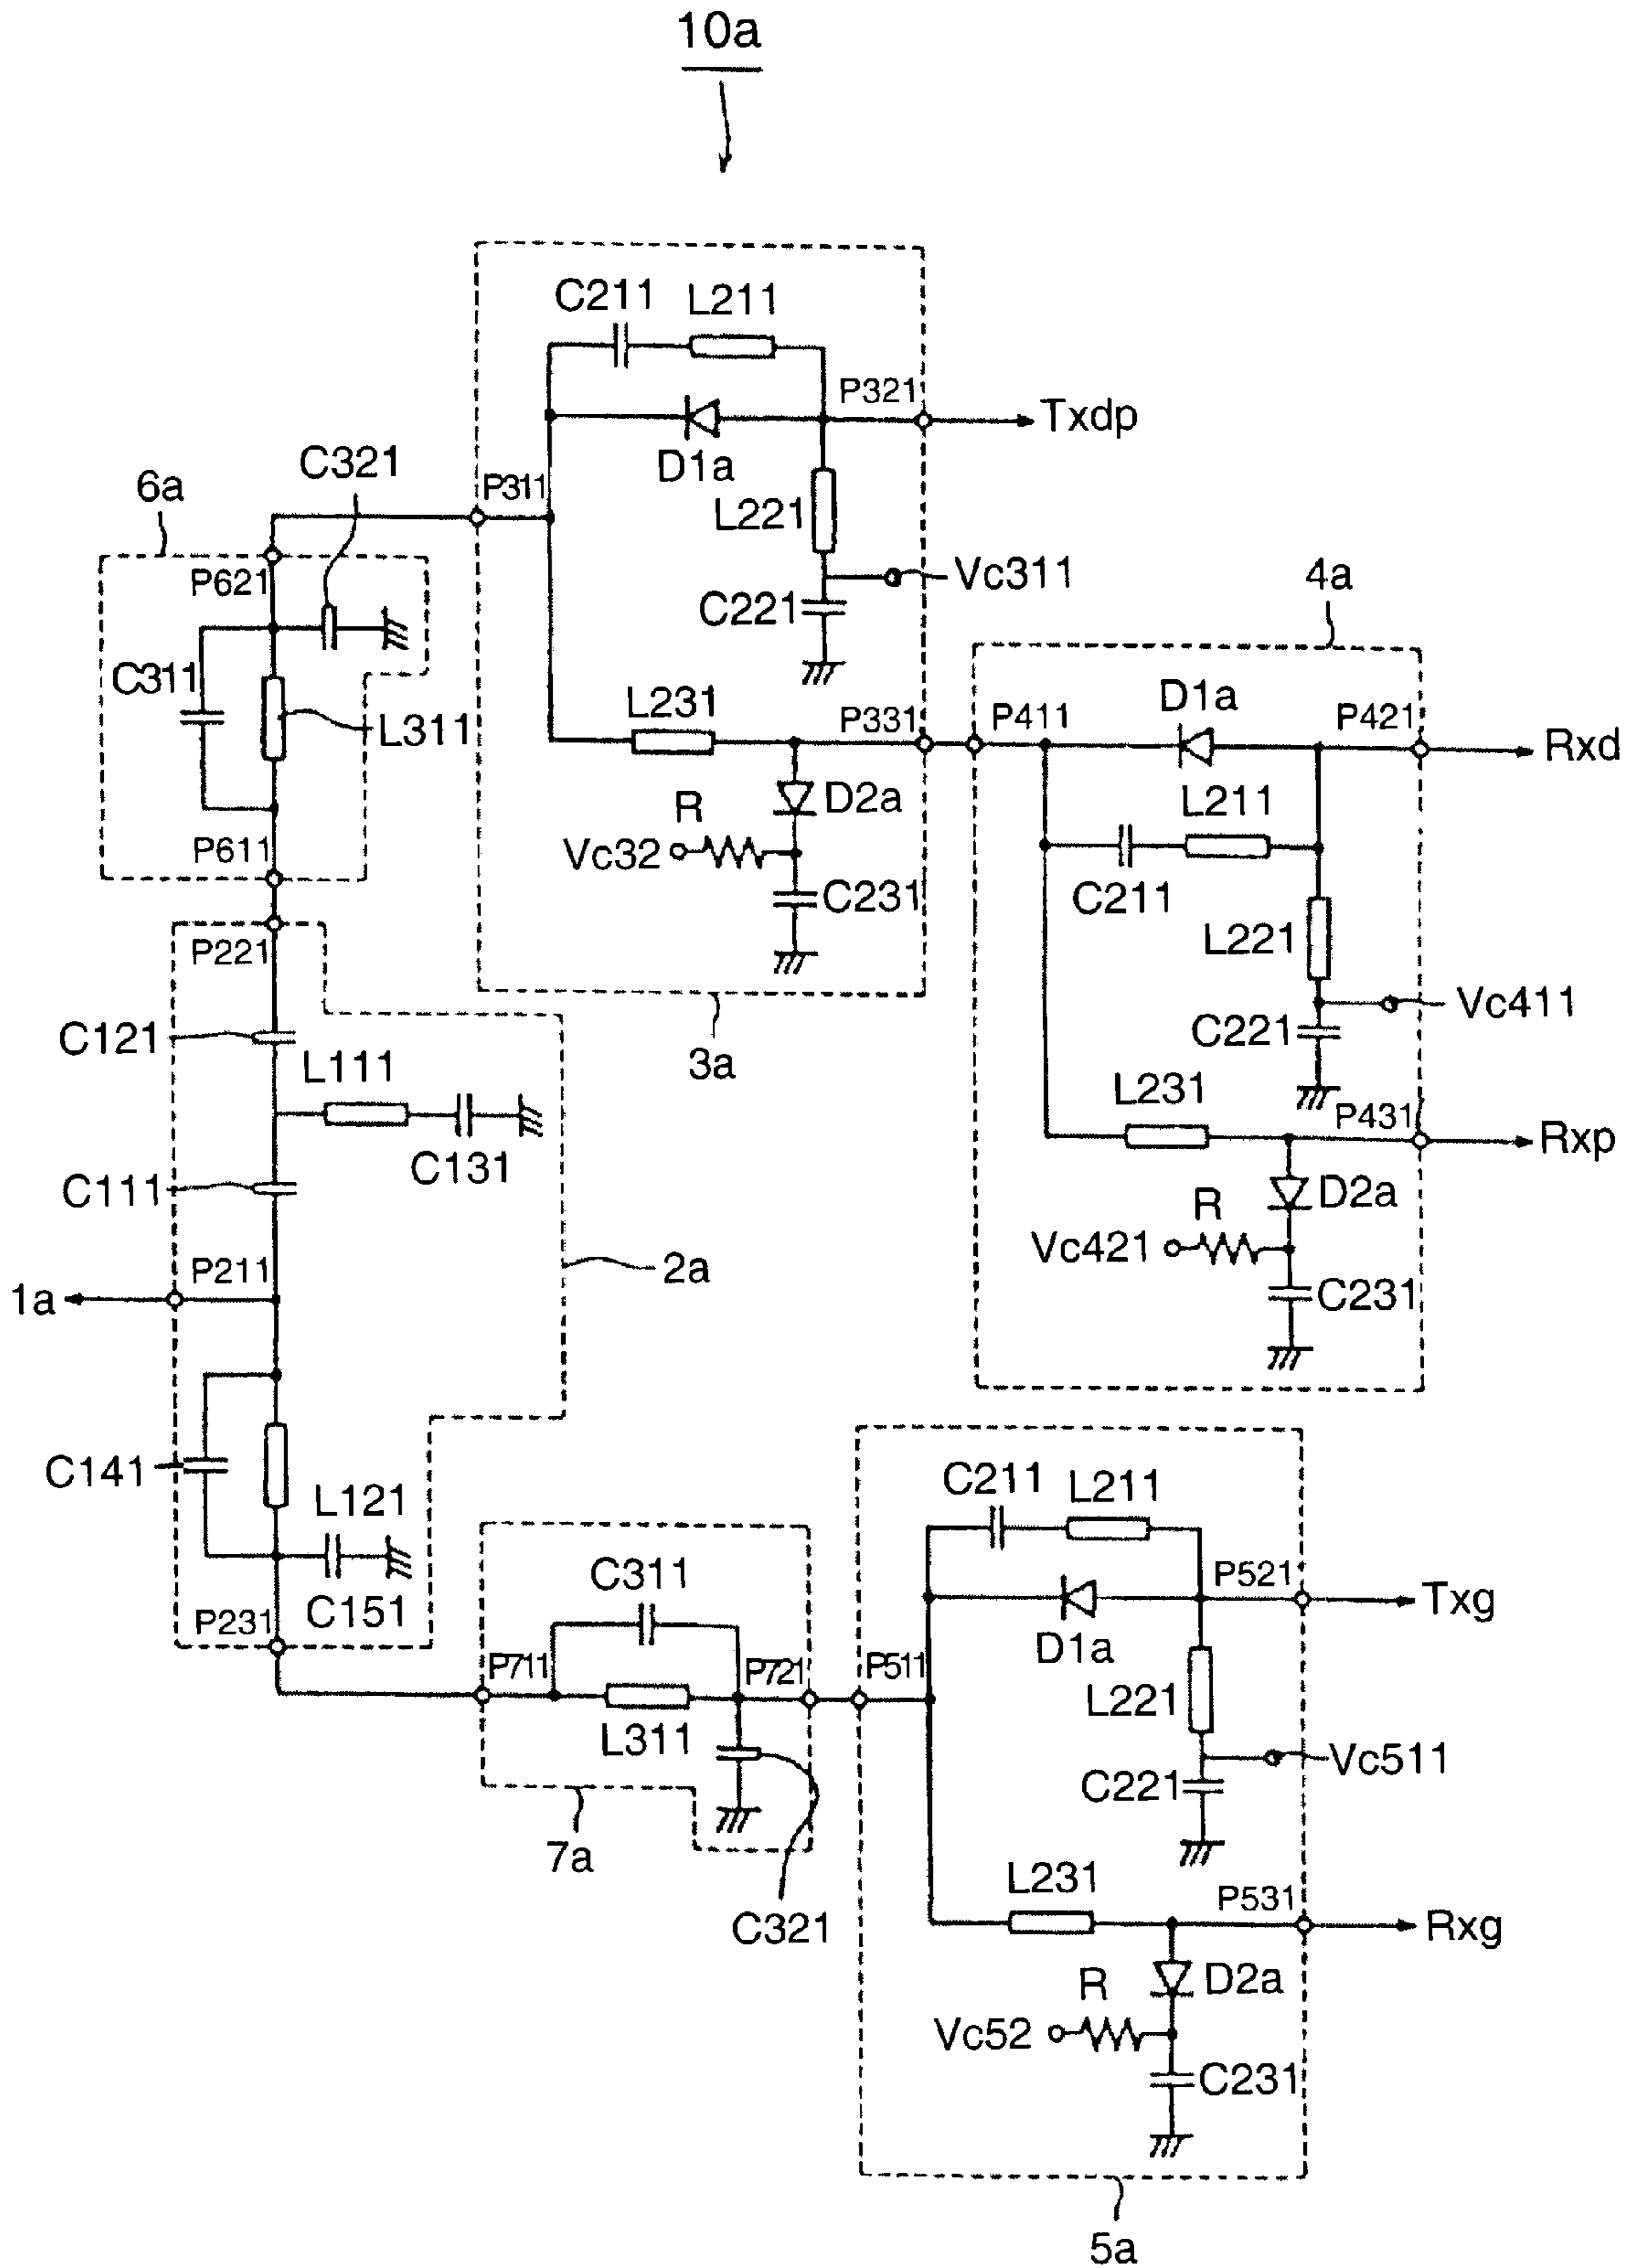 10a
C211 L211
P321
Txdp
D1a
C321
6a
P311
L221
Vc311
P621
C221
4a
C311
L311
L231
P331
P411
D1a
P421
Rxd
D2a
R
L211
Vc32
P611
C231
C211
L221
P221
Vc411
C121
L111
3a
C221
L231
P431
Rxp
C131
C111
D2a
R
Vc421
P211
2a
1a
C231
C141
L121
C211 L211
C151
C311
P521
Txg
P231
D1a
P711
P721
P511
L221
L311
Vc511
C221
7a
L231
P531
C321
Rxg
D2a
R
Vc52
C231
5a